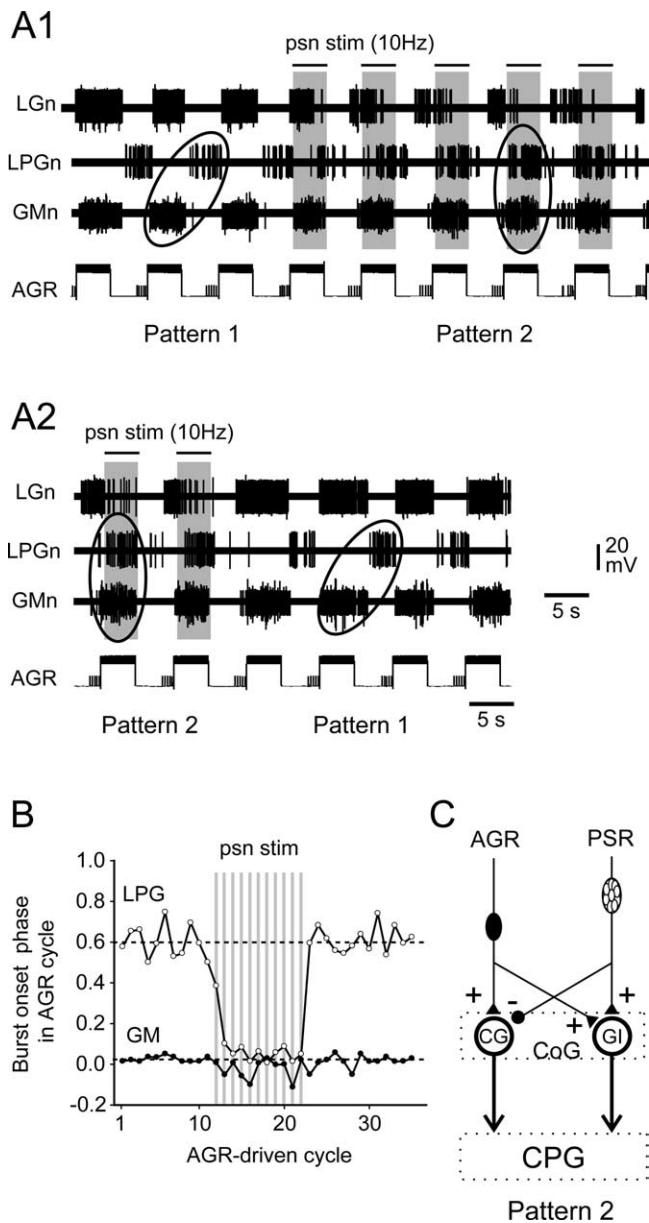 A1
psn stim (10Hz)
LGn
LPGn
GMn
AGR
Pattern 1 Pattern 2
A2
psn stim (10Hz)
LGn
LPGn
GMn
AGR
20
mV
5 s
5 s
Pattern 2 Pattern 1
B
psn stim
Burst onset phase
in AGR cycle
1.0
0.8
0.6
0.4
0.2
0.0
-0.2
LPG
GM
1 10 20 30
AGR-driven cycle
C
AGR PSR
+ - + +
CG CoG GI
CPG
Pattern 2